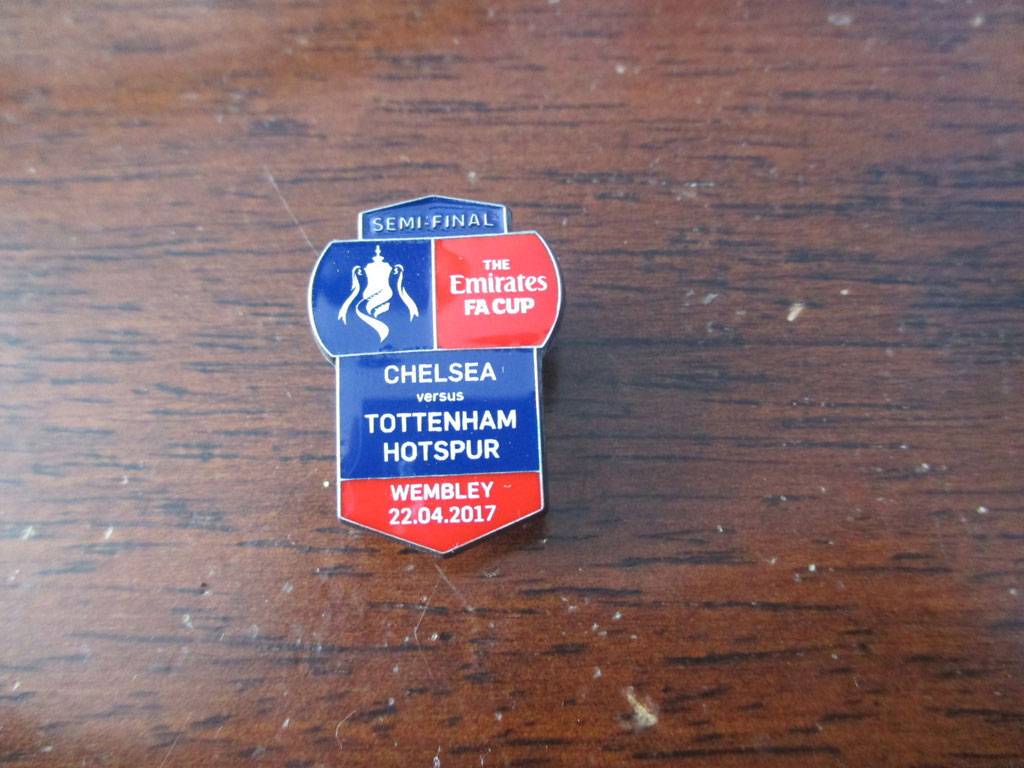 SEMI-FINAL
THE
Emirates
FA CUP
CHELSEA
versus
TOTTENHAM
HOTSPUR
WEMBLEY
22.04.2017